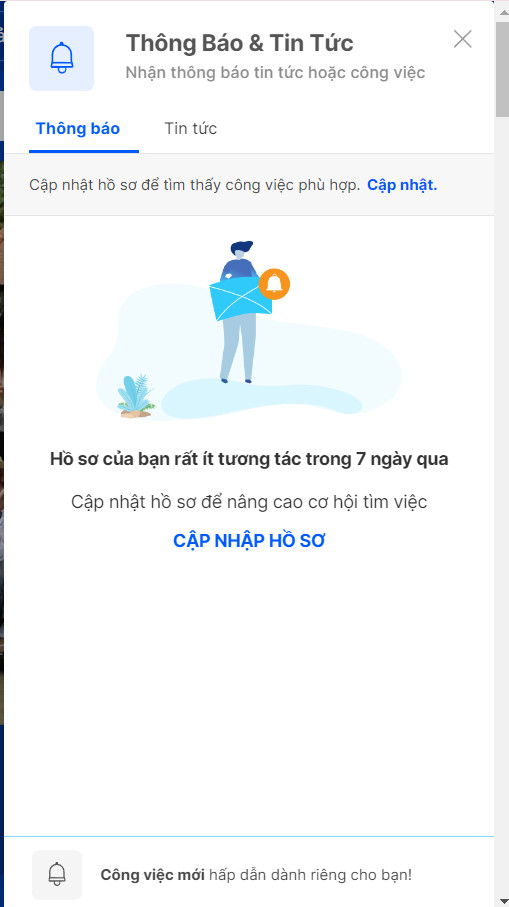 Thông Báo & Tin Tức
Nhận thông báo tin tức hoặc công việc
Thông báo Tin tức
Cập nhật hồ sơ để tìm thấy công việc phù hợp. Cập nhật.
Hồ sơ của bạn rất ít tương tác trong 7 ngày qua
Cập nhật hồ sơ để nâng cao cơ hội tìm việc
CẬP NHẬP HỒ SƠ
Công việc mới hấp dẫn dành riêng cho bạn!